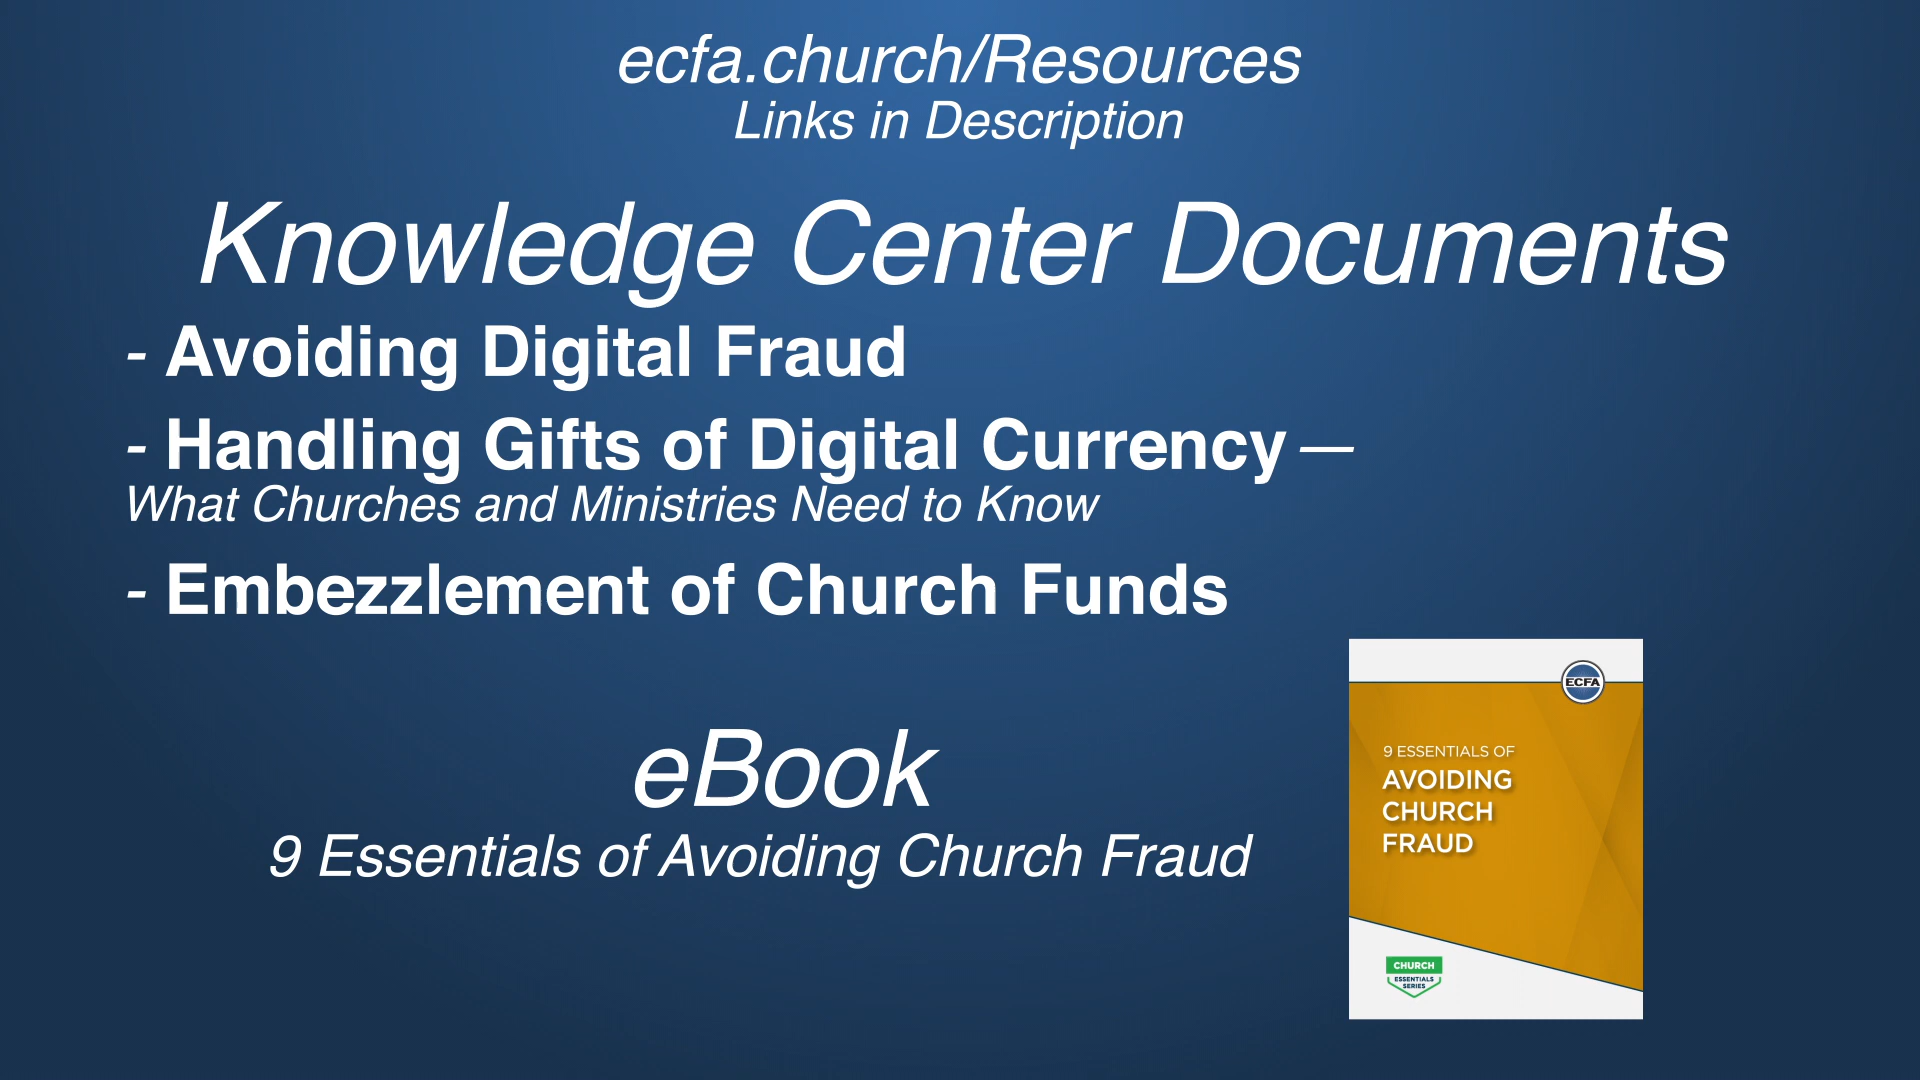 ecfa.church/Resources
Links in Description
Knowledge Center Documents
- Avoiding Digital Fraud
- Handling Gifts of Digital Currency —
What Churches and Ministries Need to Know
- Embezzlement of Church Funds
eBook
9 Essentials of Avoiding Church Fraud
ECFA
9 ESSENTIALS OF
AVOIDING
CHURCH
FRAUD
CHURCH
ESSENTIALS
SERIES